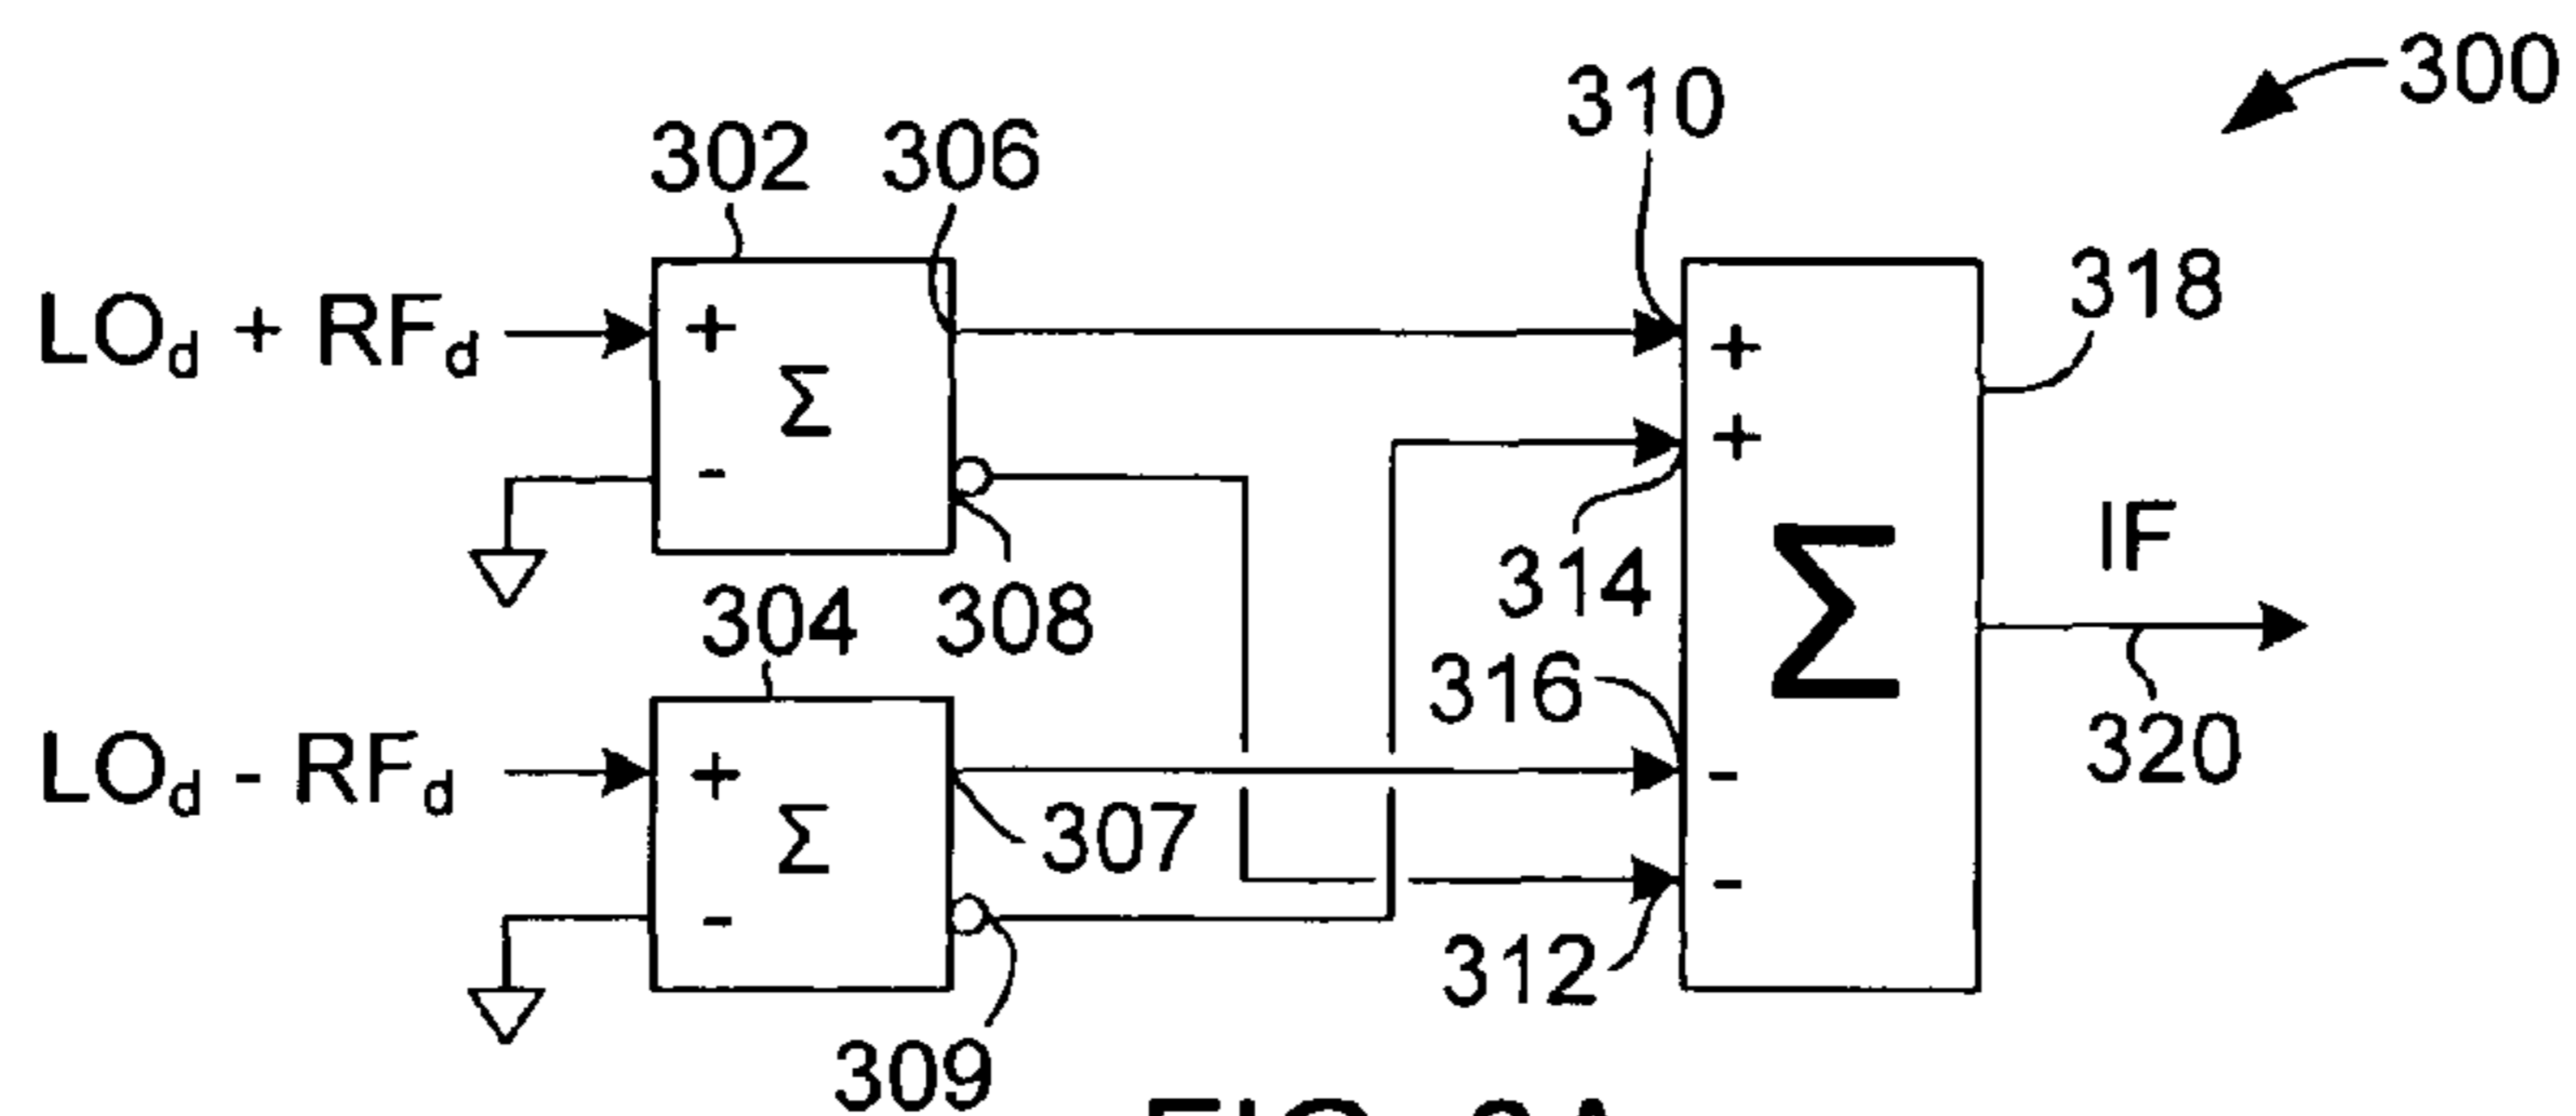 300
310
302 306
318
LOd + RFd
+ Σ -
+ + Σ - -
314
IF
308
304
316
320
LOd - RFd
+ Σ -
307
312
309